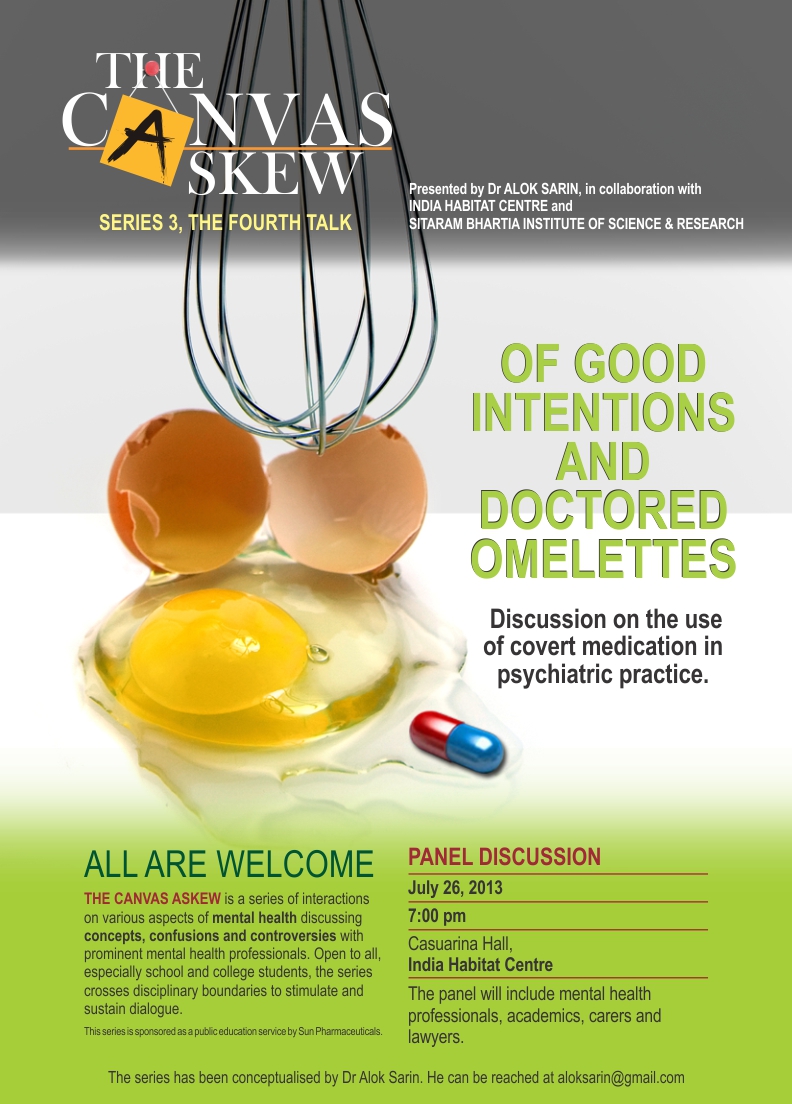 THE
CANVAS
ASKEW
SERIES 3, THE FOURTH TALK
Presented by Dr ALOK SARIN, in collaboration with
INDIA HABITAT CENTRE and
SITARAM BHARTIA INSTITUTE OF SCIENCE & RESEARCH
OF GOOD
INTENTIONS
AND
DOCTORED
OMELETTES
Discussion on the use
of covert medication in
psychiatric practice.
ALL ARE WELCOME
THE CANVAS ASKEW is a series of interactions
on various aspects of mental health discussing
concepts, confusions and controversies with
prominent mental health professionals. Open to all,
especially school and college students, the series
crosses disciplinary boundaries to stimulate and
sustain dialogue.
This series is sponsored as a public education service by Sun Pharmaceuticals.
PANEL DISCUSSION
July 26, 2013
7:00 pm
Casuarina Hall,
India Habitat Centre
The panel will include mental health
professionals, academics, carers and
lawyers.
The series has been conceptualised by Dr Alok Sarin. He can be reached at aloksarin@gmail.com